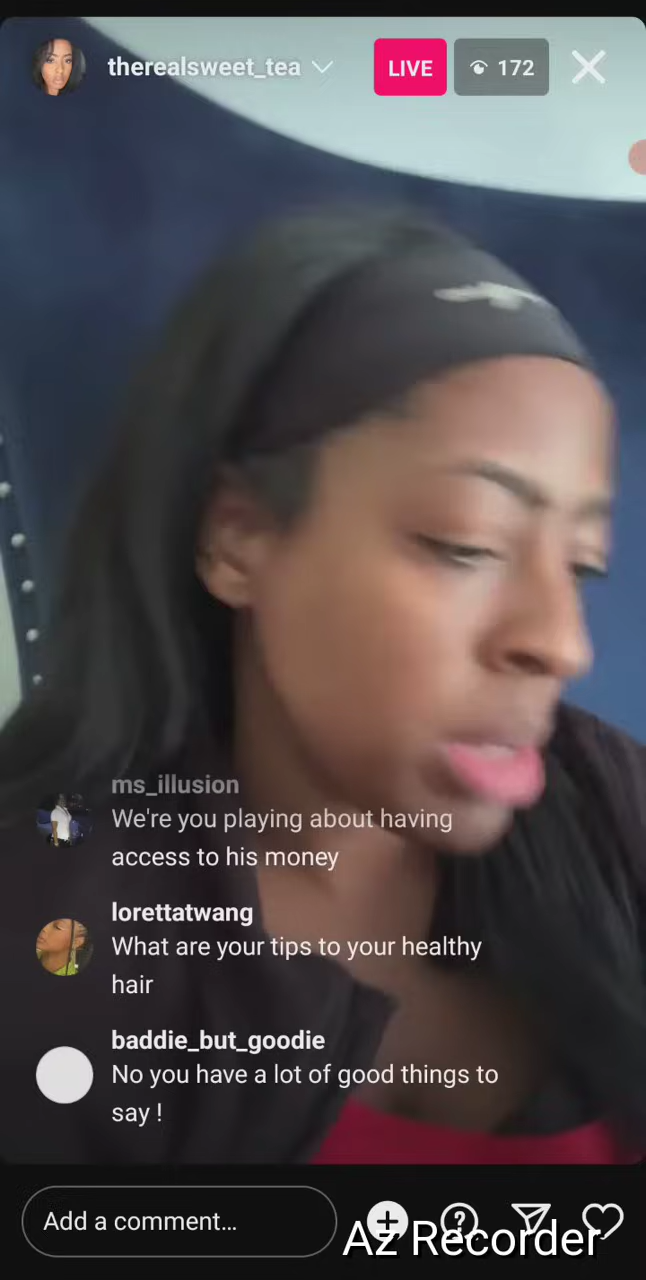 therealsweet_tea
LIVE
172
ms_illusion
We're you playing about having
access to his money
lorettatwang
What are your tips to your healthy
hair
baddie_but_goodie
No you have a lot of good things to
say !
Add a comment...
Az Recorder